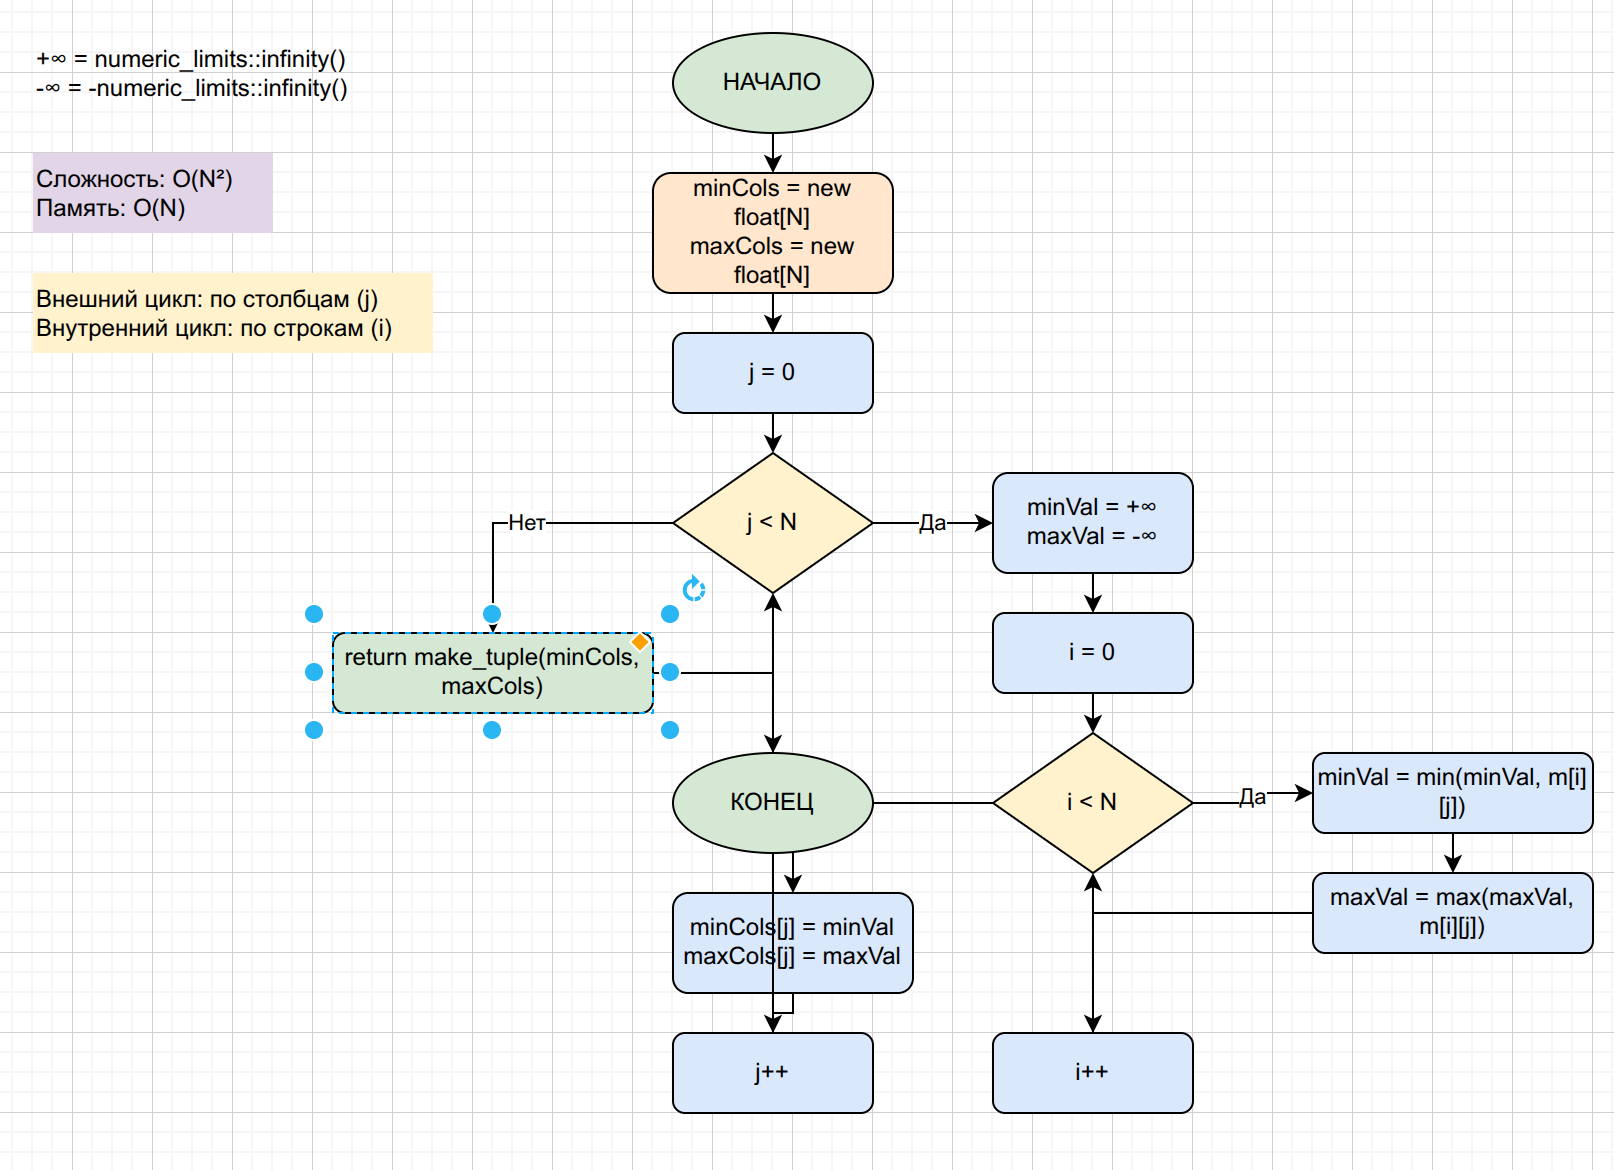 +∞ = numeric_limits::infinity()
-∞ = -numeric_limits::infinity()
Сложность: O(N²)
Память: O(N)
Внешний цикл: по столбцам (j)
Внутренний цикл: по строкам (i)
НАЧАЛО
minCols = new
float[N]
maxCols = new
float[N]
j = 0
j < N
Нет
Да
minVal = +∞
maxVal = -∞
return make_tuple(minCols,
maxCols)
i = 0
КОНЕЦ
i < N
Да
minVal = min(minVal, m[i]
[j])
maxVal = max(maxVal,
m[i][j])
minCols[j] = minVal
maxCols[j] = maxVal
j++
i++